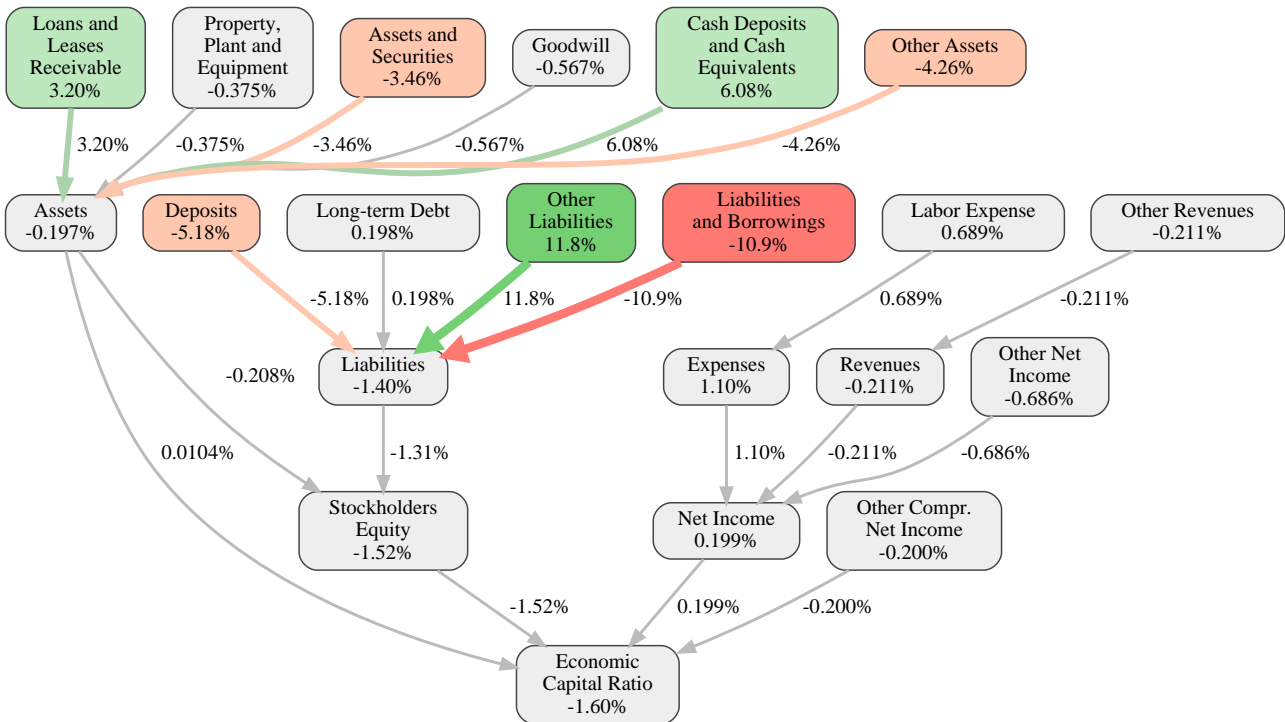 Loans and
Leases
Receivable
3.20%
Property,
Plant and
Equipment
-0.375%
Assets and
Securities
-3.46%
Goodwill
-0.567%
Cash Deposits
and Cash
Equivalents
6.08%
Other Assets
-4.26%
3.20%
-0.375%
-3.46%
-0.567%
6.08%
-4.26%
Assets
-0.197%
Deposits
-5.18%
Long-term Debt
0.198%
Other
Liabilities
11.8%
Liabilities
and Borrowings
-10.9%
Labor Expense
0.689%
Other Revenues
-0.211%
-5.18%
0.198%
11.8%
-10.9%
0.689%
-0.211%
-0.208%
Liabilities
-1.40%
Expenses
1.10%
Revenues
-0.211%
Other Net
Income
-0.686%
0.0104%
-1.31%
1.10%
-0.211%
-0.686%
Stockholders
Equity
-1.52%
Net Income
0.199%
Other Compr.
Net Income
-0.200%
-1.52%
0.199%
-0.200%
Economic
Capital Ratio
-1.60%